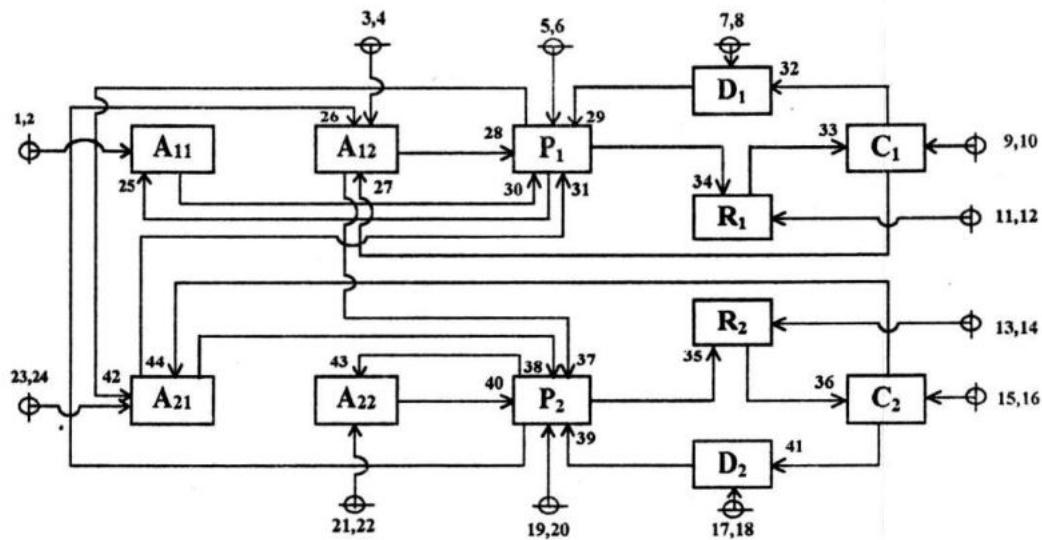 3,4
5,6
7,8
D₁
32
1,2
A₁₁
26
A₁₂
28
P₁
29
33
C₁
9,10
25
27
30
31
34
R₁
11,12
R₂
13,14
23,24
42
44
A₂₁
43
A₂₂
40
38
P₂
37
35
36
C₂
15,16
39
D₂
41
21,22
19,20
17,18